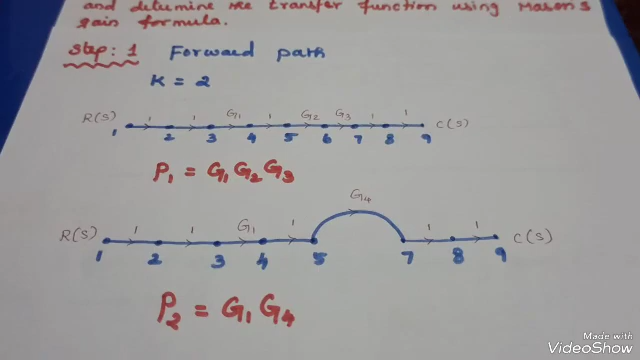 and determine the transfer function using Mason's
gain formula.
Step: 1 Forward path
K = 2
R(S) 1 1 G1 1 G2 G3 1 1 C(S)
1 2 3 4 5 6 7 8 9
P1 = G1 G2 G3
G4
R(S) 1 1 G1 1 1 1 C(S)
1 2 3 4 5 7 8 9
P2 = G1 G4
Made with
VideoShow